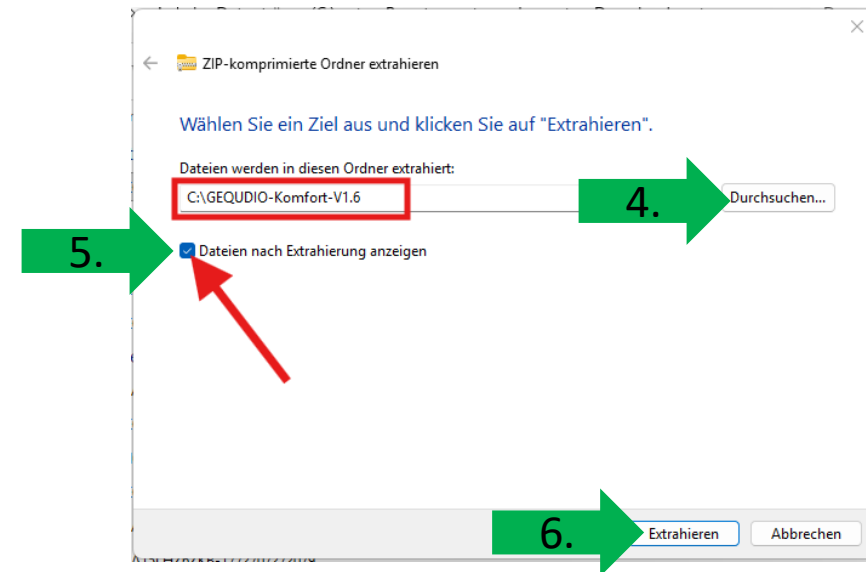 ZIP-komprimierte Ordner extrahieren
Wählen Sie ein Ziel aus und klicken Sie auf "Extrahieren".
Dateien werden in diesen Ordner extrahiert:
C:\GEQUDIO-Komfort-V1.6
4.
Durchsuchen...
5.
Dateien nach Extrahierung anzeigen
6.
Extrahieren
Abbrechen